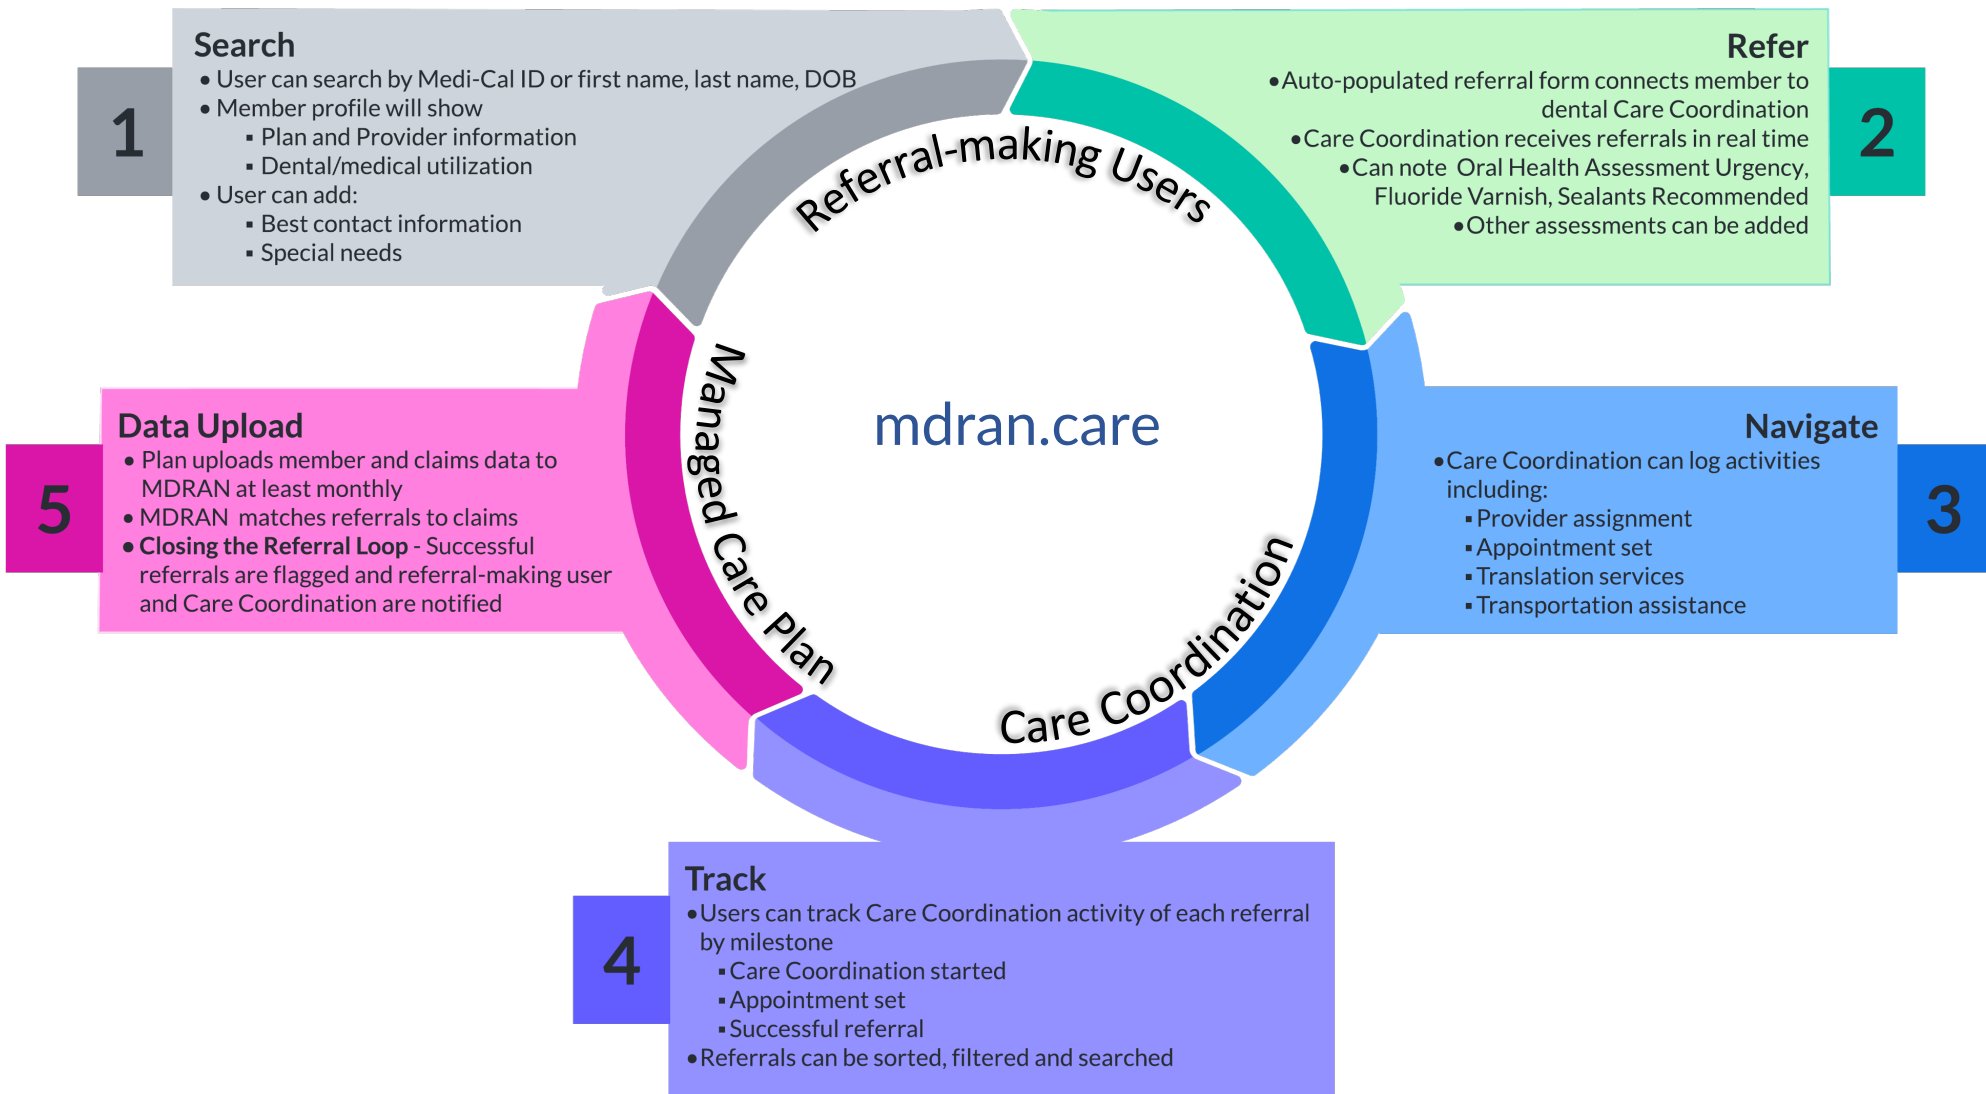 1
Search
• User can search by Medi-Cal ID or first name, last name, DOB
• Member profile will show
▪ Plan and Provider information
▪ Dental/medical utilization
• User can add:
▪ Best contact information
▪ Special needs
2
Refer
•Auto-populated referral form connects member to
dental Care Coordination
•Care Coordination receives referrals in real time
•Can note  Oral Health Assessment Urgency,
Fluoride Varnish, Sealants Recommended
•Other assessments can be added
Referral-making Users
mdran.care
Managed Care Plan
Care Coordination
3
Navigate
•Care Coordination can log activities
including:
▪Provider assignment
▪Appointment set
▪Translation services
▪Transportation assistance
4
Track
•Users can track Care Coordination activity of each referral
by milestone
▪Care Coordination started
▪Appointment set
▪Successful referral
•Referrals can be sorted, filtered and searched
5
Data Upload
• Plan uploads member and claims data to
MDRAN at least monthly
• MDRAN  matches referrals to claims
• Closing the Referral Loop - Successful
referrals are flagged and referral-making user
and Care Coordination are notified